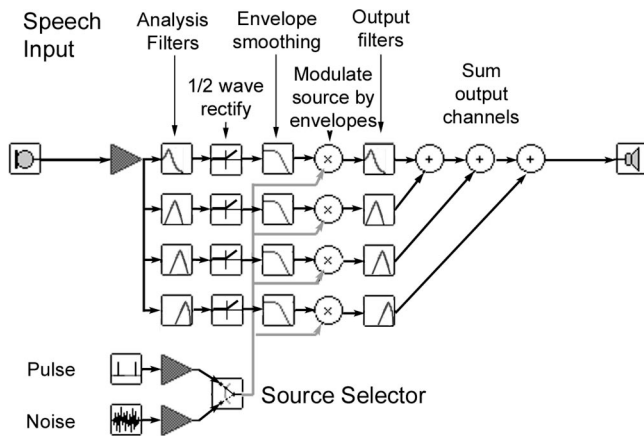 Speech
Input
Analysis
Filters
Envelope
smoothing
Output
filters
1/2 wave
rectify
Modulate
source by
envelopes
Sum
output
channels
+
+
+
×
×
×
×
Pulse
Source Selector
Noise